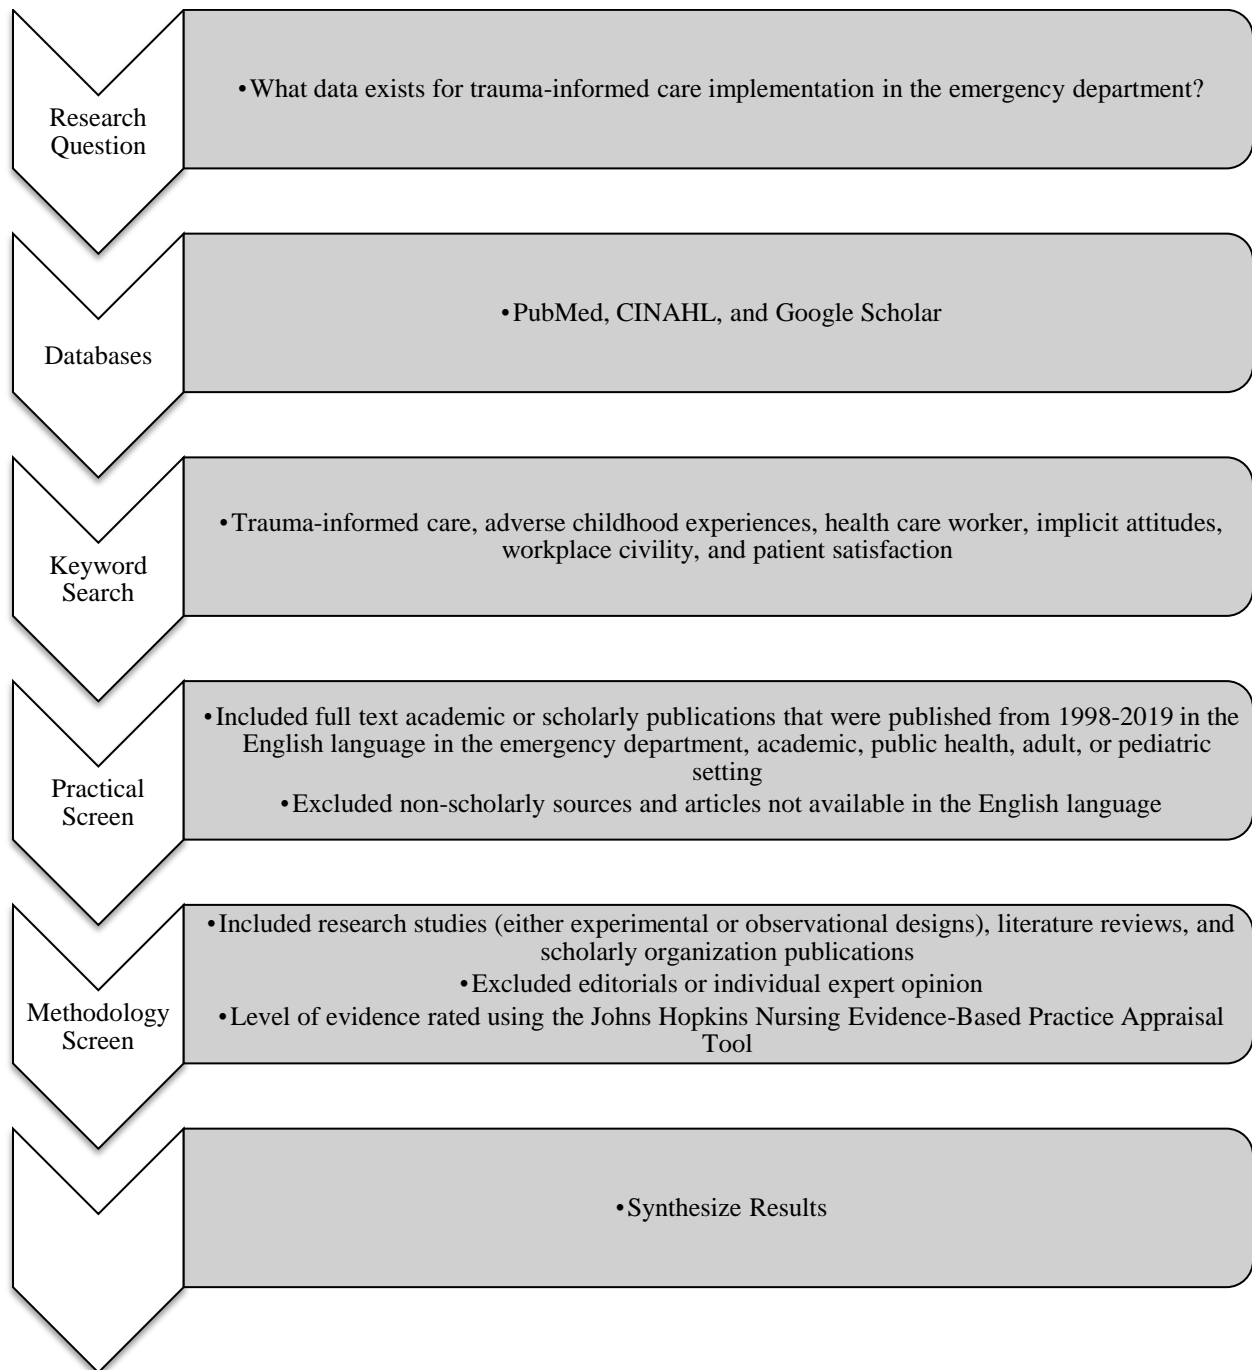 Research
Question
•What data exists for trauma-informed care implementation in the emergency department?
Databases
•PubMed, CINAHL, and Google Scholar
Keyword
Search
•Trauma-informed care, adverse childhood experiences, health care worker, implicit attitudes,
workplace civility, and patient satisfaction
Practical
Screen
•Included full text academic or scholarly publications that were published from 1998-2019 in the
English language in the emergency department, academic, public health, adult, or pediatric
setting
•Excluded non-scholarly sources and articles not available in the English language
Methodology
Screen
•Included research studies (either experimental or observational designs), literature reviews, and
scholarly organization publications
•Excluded editorials or individual expert opinion
•Level of evidence rated using the Johns Hopkins Nursing Evidence-Based Practice Appraisal
Tool
•Synthesize Results